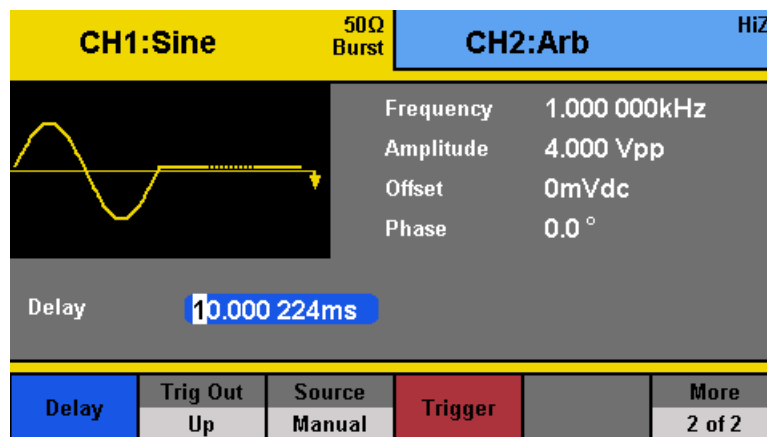 CH1:Sine
50Ω
Burst
CH2:Arb
HiZ
Frequency 1.000 000kHz
Amplitude 4.000 Vpp
Offset 0mVdc
Phase 0.0 °
Delay 10.000 224ms
Delay
Trig Out
Up
Source
Manual
Trigger
More
2 of 2